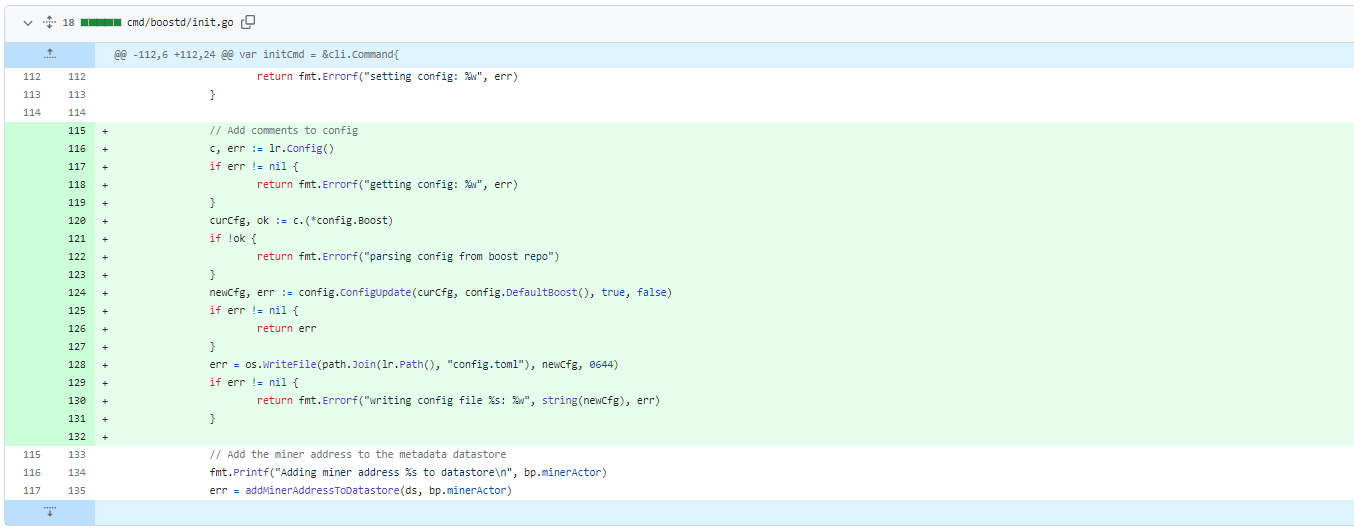 18 cmd/boostd/init.go
@@ -112,6 +112,24 @@ var initCmd = &cli.Command{
112 112 return fmt.Errorf("setting config: %w", err)
113 113 }
114 114
115 + // Add comments to config
116 + c, err := lr.Config()
117 + if err != nil {
118 + return fmt.Errorf("getting config: %w", err)
119 + }
120 + curCfg, ok := c.(*config.Boost)
121 + if !ok {
122 + return fmt.Errorf("parsing config from boost repo")
123 + }
124 + newCfg, err := config.ConfigUpdate(curCfg, config.DefaultBoost(), true, false)
125 + if err != nil {
126 + return err
127 + }
128 + err = os.WriteFile(path.Join(lr.Path(), "config.toml"), newCfg, 0644)
129 + if err != nil {
130 + return fmt.Errorf("writing config file %s: %w", string(newCfg), err)
131 + }
132 +
115 133 // Add the miner address to the metadata datastore
116 134 fmt.Printf("Adding miner address %s to datastore\n", bp.minerActor)
117 135 err = addMinerAddressToDatastore(ds, bp.minerActor)